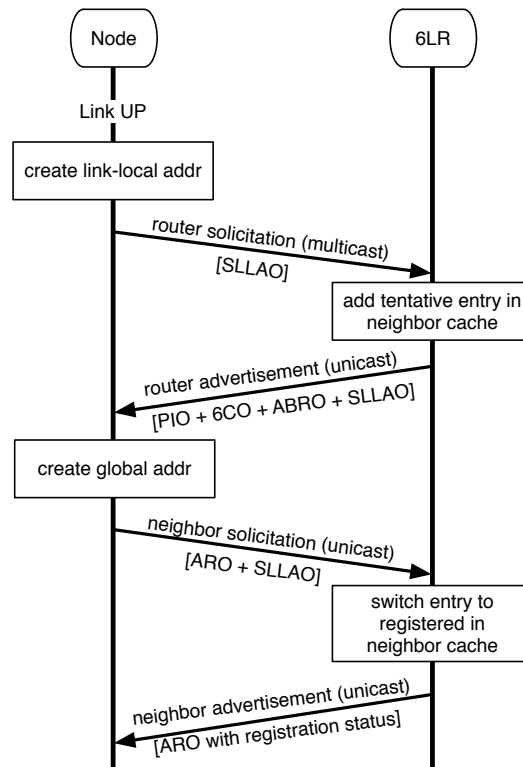 Node
6LR
Link UP
create link-local addr
router solicitation (multicast)
[SLLAO]
add tentative entry in
neighbor cache
router advertisement (unicast)
[PIO + 6CO + ABRO + SLLAO]
create global addr
neighbor solicitation (unicast)
[ARO + SLLAO]
switch entry to
registered in
neighbor cache
neighbor advertisement (unicast)
[ARO with registration status]